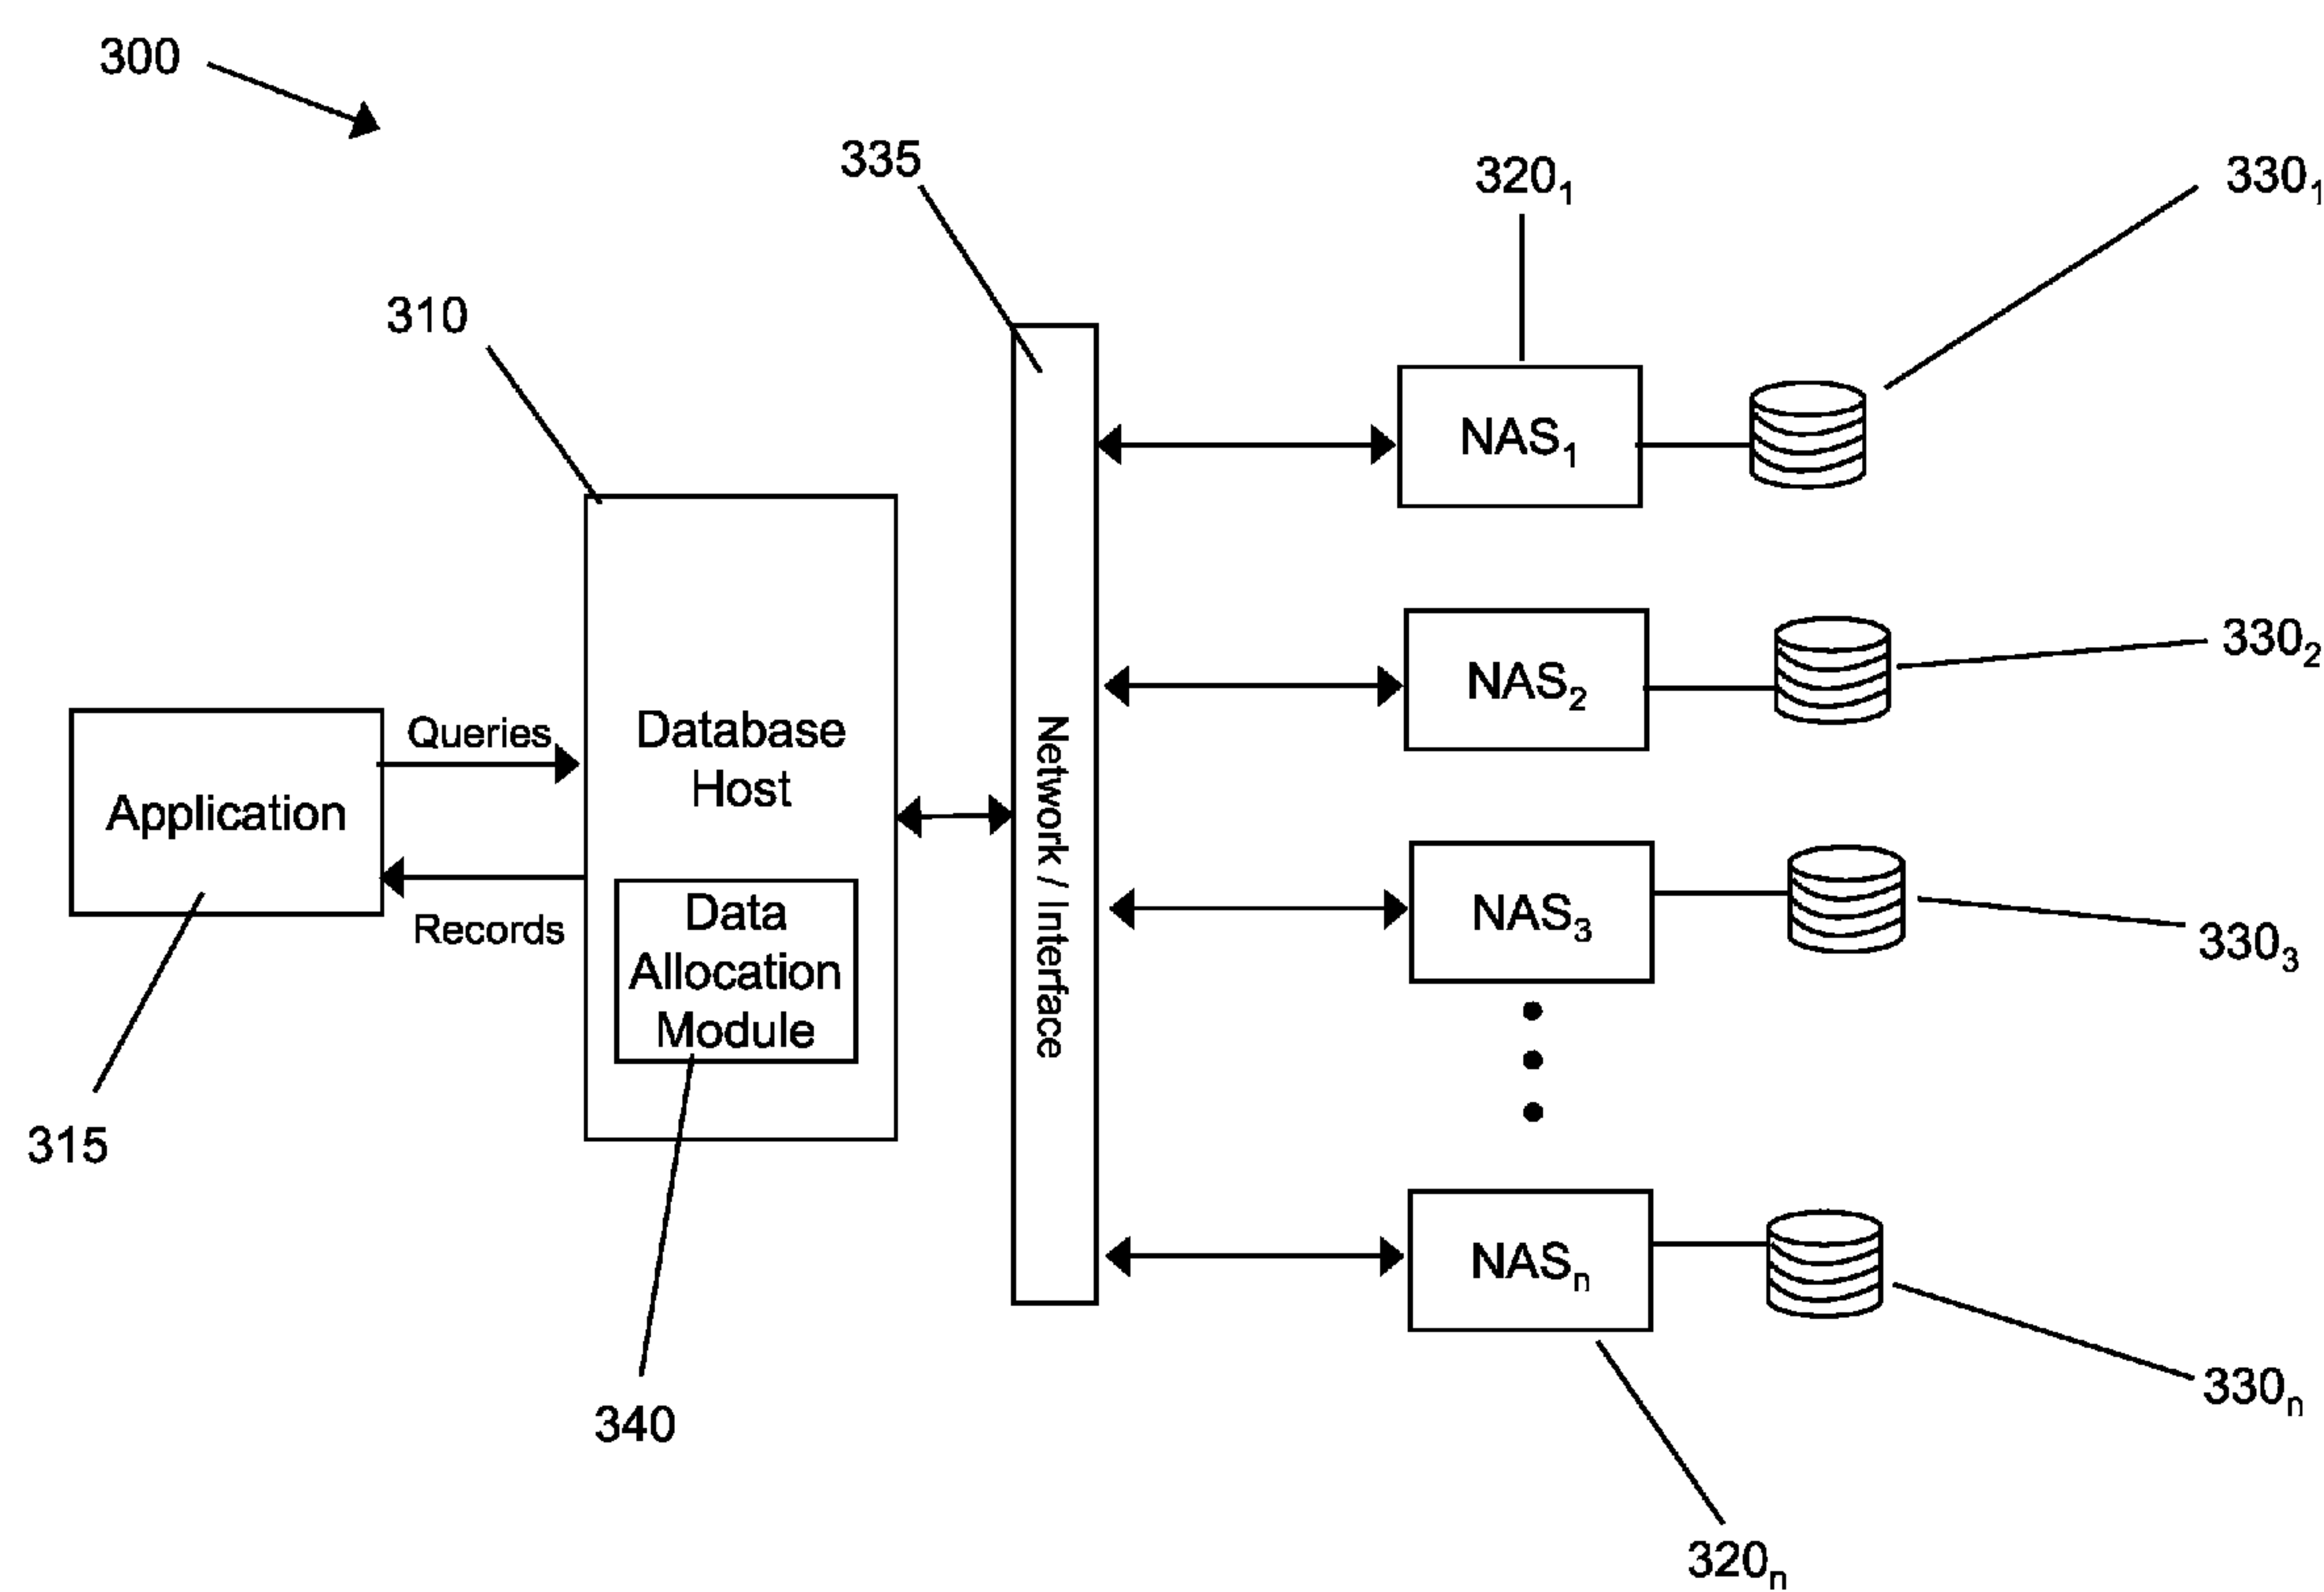 300
335
320₁
330₁
310
NAS₁
330₂
NAS₂
Queries
Database
Host
Application
Network / Interface
Records
Data
Allocation
Module
NAS₃
330₃
315
NASₙ
340
330ₙ
320ₙ